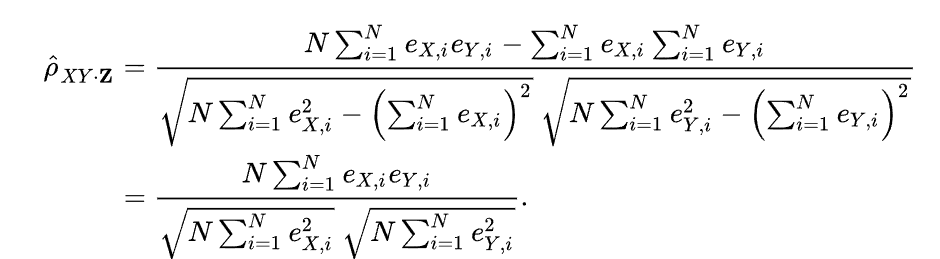 \hat{\rho}_{XY\cdot\mathbf{Z}} = \frac{N\sum_{i=1}^{N} e_{X,i}e_{Y,i} - \sum_{i=1}^{N} e_{X,i} \sum_{i=1}^{N} e_{Y,i}}{\sqrt{N\sum_{i=1}^{N} e_{X,i}^{2} - \left(\sum_{i=1}^{N} e_{X,i}\right)^{2}} \sqrt{N\sum_{i=1}^{N} e_{Y,i}^{2} - \left(\sum_{i=1}^{N} e_{Y,i}\right)^{2}}}
= \frac{N\sum_{i=1}^{N} e_{X,i}e_{Y,i}}{\sqrt{N\sum_{i=1}^{N} e_{X,i}^{2}} \sqrt{N\sum_{i=1}^{N} e_{Y,i}^{2}}}.